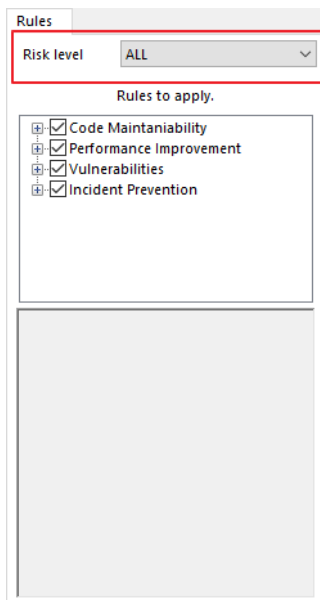 Rules
Risk level ALL
Rules to apply.
Code Maintaniability
Performance Improvement
Vulnerabilities
Incident Prevention